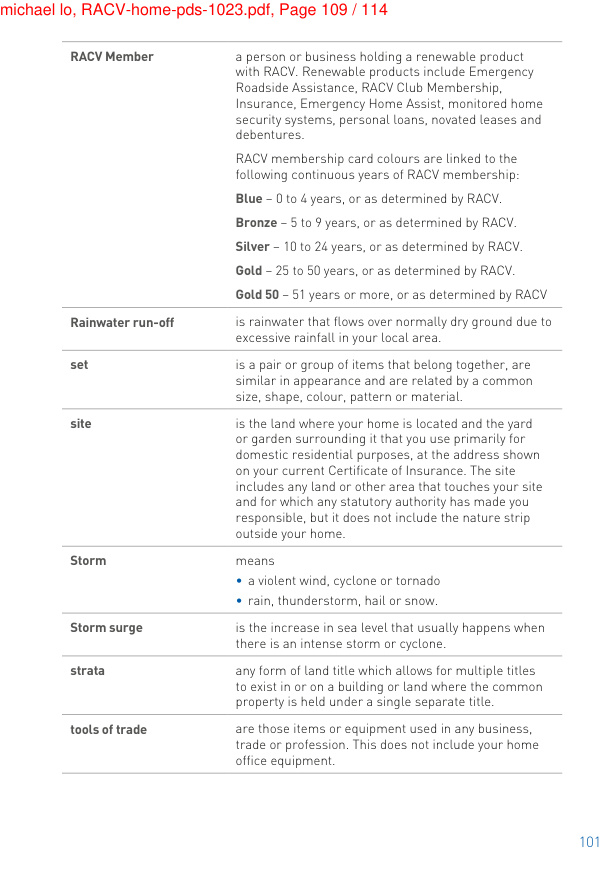 michael lo, RACV-home-pds-1023.pdf, Page 109 / 114
RACV Member
a person or business holding a renewable product
with RACV. Renewable products include Emergency
Roadside Assistance, RACV Club Membership,
Insurance, Emergency Home Assist, monitored home
security systems, personal loans, novated leases and
debentures.
RACV membership card colours are linked to the
following continuous years of RACV membership:
Blue – 0 to 4 years, or as determined by RACV.
Bronze – 5 to 9 years, or as determined by RACV.
Silver – 10 to 24 years, or as determined by RACV.
Gold – 25 to 50 years, or as determined by RACV.
Gold 50 – 51 years or more, or as determined by RACV
Rainwater run-off
is rainwater that flows over normally dry ground due to
excessive rainfall in your local area.
set
is a pair or group of items that belong together, are
similar in appearance and are related by a common
size, shape, colour, pattern or material.
site
is the land where your home is located and the yard
or garden surrounding it that you use primarily for
domestic residential purposes, at the address shown
on your current Certificate of Insurance. The site
includes any land or other area that touches your site
and for which any statutory authority has made you
responsible, but it does not include the nature strip
outside your home.
Storm
means
• a violent wind, cyclone or tornado
• rain, thunderstorm, hail or snow.
Storm surge
is the increase in sea level that usually happens when
there is an intense storm or cyclone.
strata
any form of land title which allows for multiple titles
to exist in or on a building or land where the common
property is held under a single separate title.
tools of trade
are those items or equipment used in any business,
trade or profession. This does not include your home
office equipment.
101